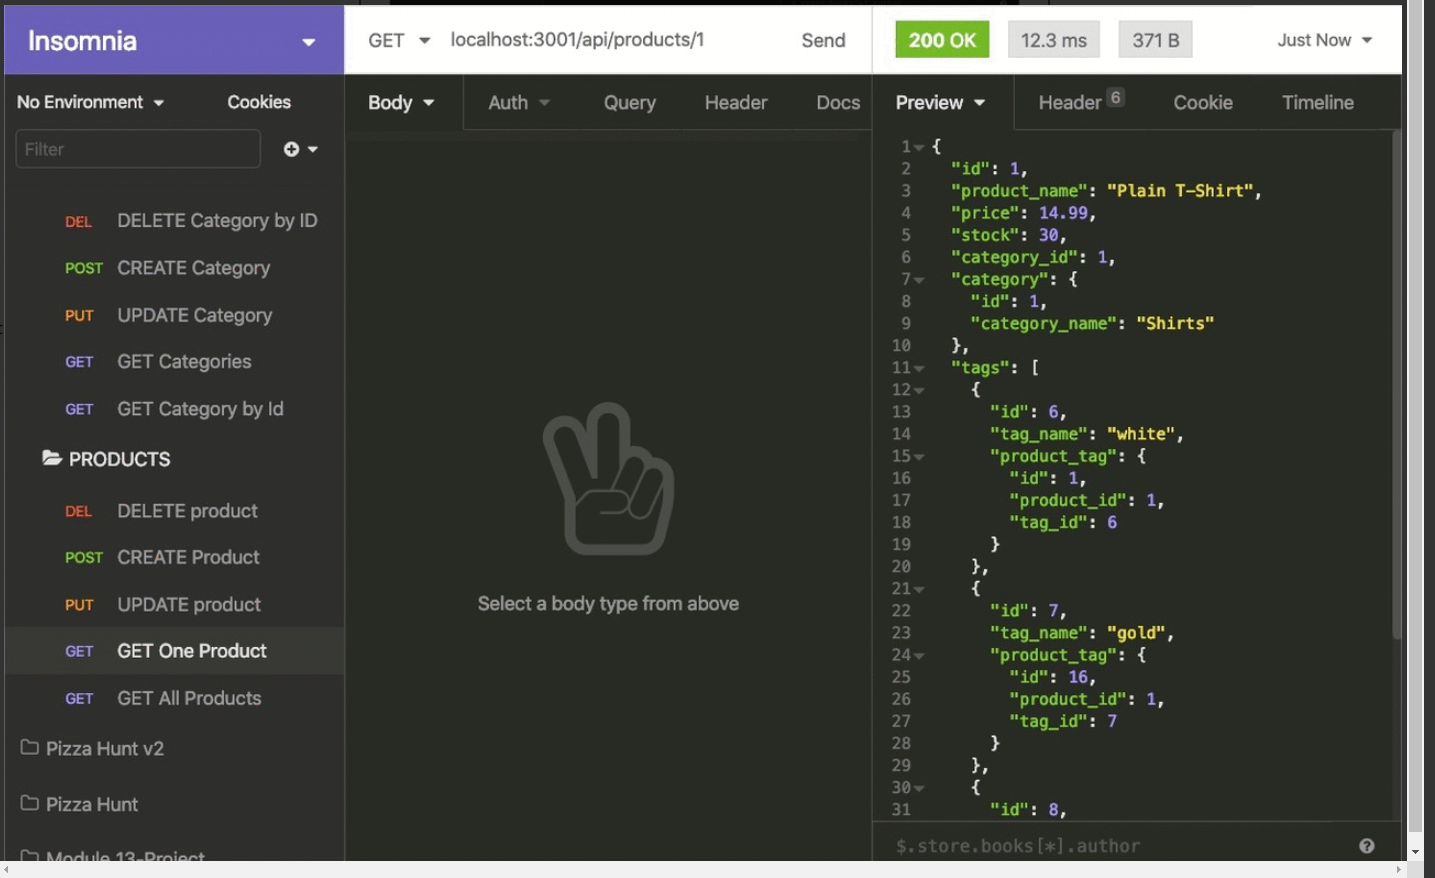 Insomnia
GET localhost:3001/api/products/1 Send
200 OK 12.3 ms 371 B Just Now
No Environment Cookies
Body Auth Query Header Docs
Preview Header 6 Cookie Timeline
Filter
DEL DELETE Category by ID
POST CREATE Category
PUT UPDATE Category
GET GET Categories
GET GET Category by Id
PRODUCTS
DEL DELETE product
POST CREATE Product
PUT UPDATE product
GET GET One Product
GET GET All Products
Pizza Hunt v2
Pizza Hunt
Module 13-Project
Select a body type from above
1 {
2 "id": 1,
3 "product_name": "Plain T-Shirt",
4 "price": 14.99,
5 "stock": 30,
6 "category_id": 1,
7 "category": {
8 "id": 1,
9 "category_name": "Shirts"
10 },
11 "tags": [
12 {
13 "id": 6,
14 "tag_name": "white",
15 "product_tag": {
16 "id": 1,
17 "product_id": 1,
18 "tag_id": 6
19 }
20 },
21 {
22 "id": 7,
23 "tag_name": "gold",
24 "product_tag": {
25 "id": 16,
26 "product_id": 1,
27 "tag_id": 7
28 }
29 },
30 {
31 "id": 8,
$.store.books[*].author